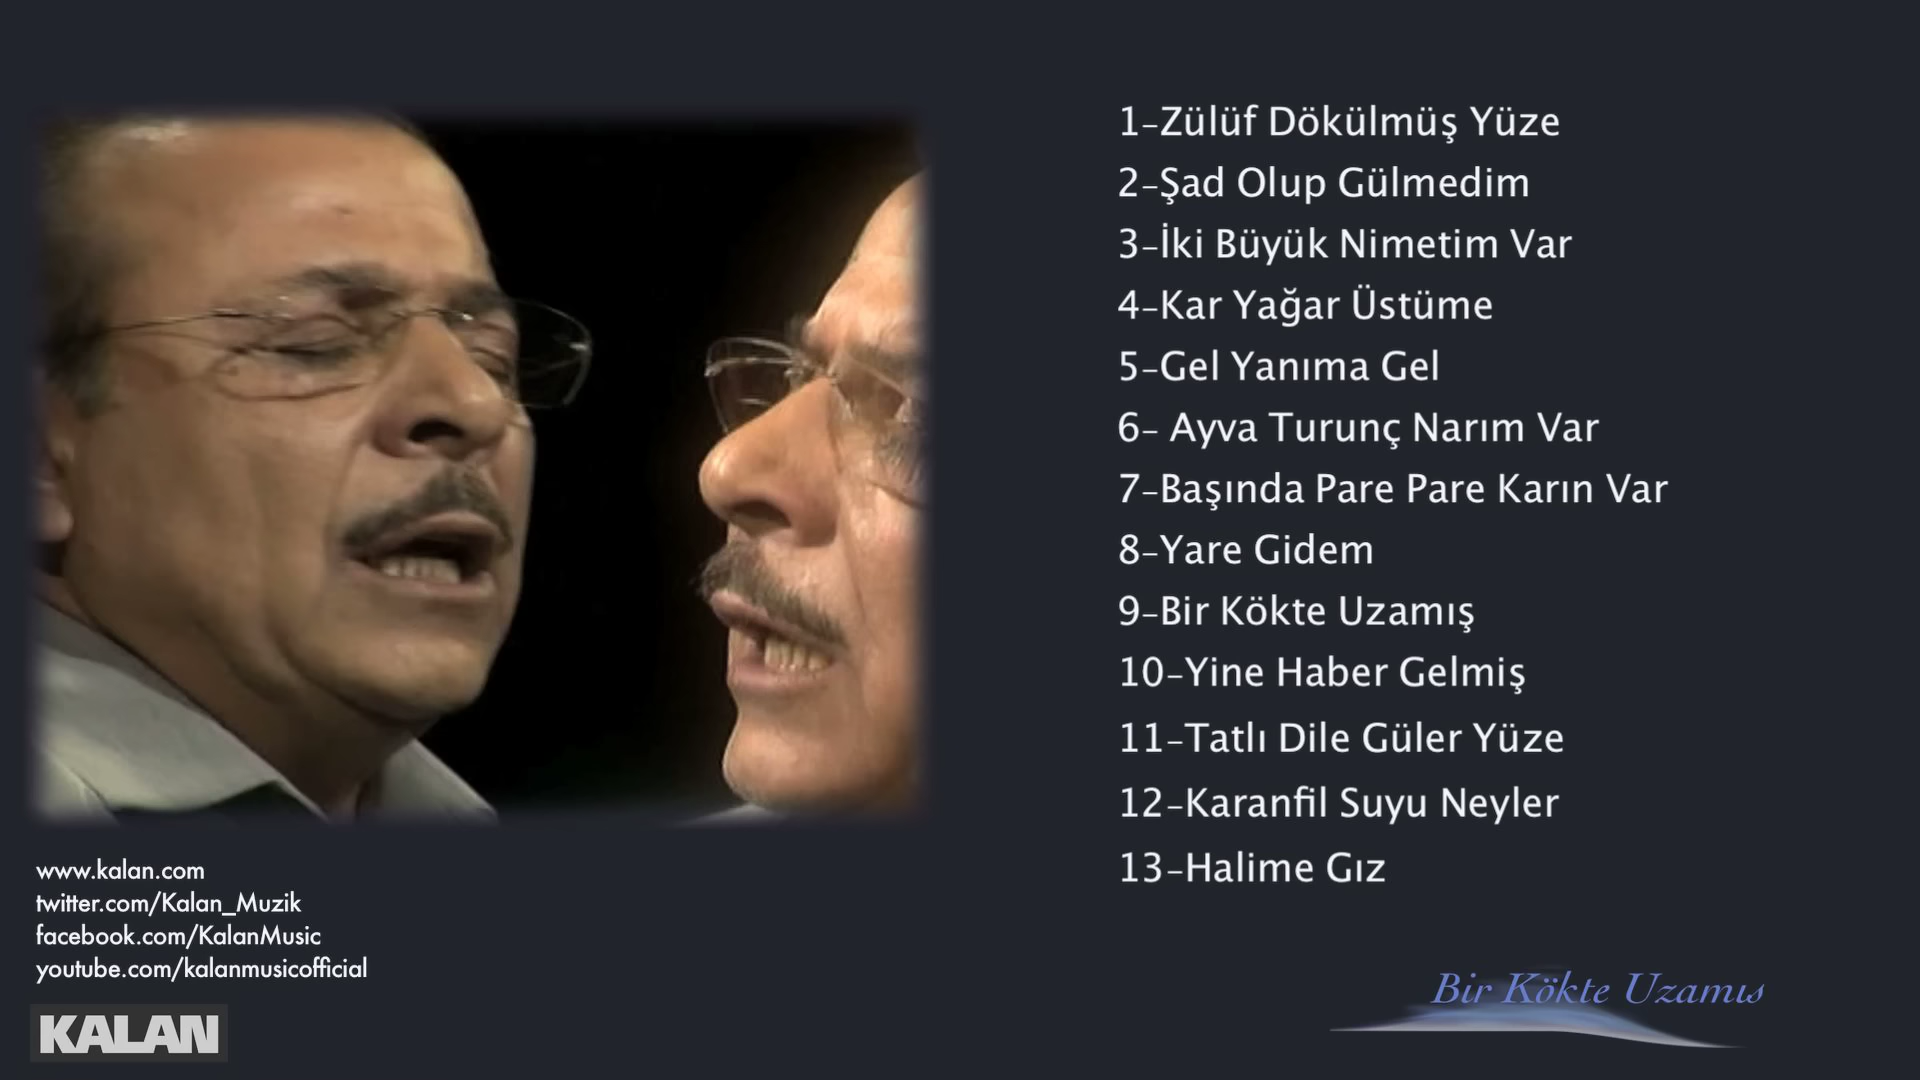 1-Zülüf Dökülmüş Yüze
2-Şad Olup Gülmedim
3-İki Büyük Nimetim Var
4-Kar Yağar Üstüme
5-Gel Yanıma Gel
6- Ayva Turunç Narım Var
7-Başında Pare Pare Karın Var
8-Yare Gidem
9-Bir Kökte Uzamış
10-Yine Haber Gelmiş
11-Tatlı Dile Güler Yüze
12-Karanfil Suyu Neyler
13-Halime Gız
www.kalan.com
twitter.com/Kalan_Muzik
facebook.com/KalanMusic
youtube.com/kalanmusicofficial
KALAN
Bir Kökte Uzamıs